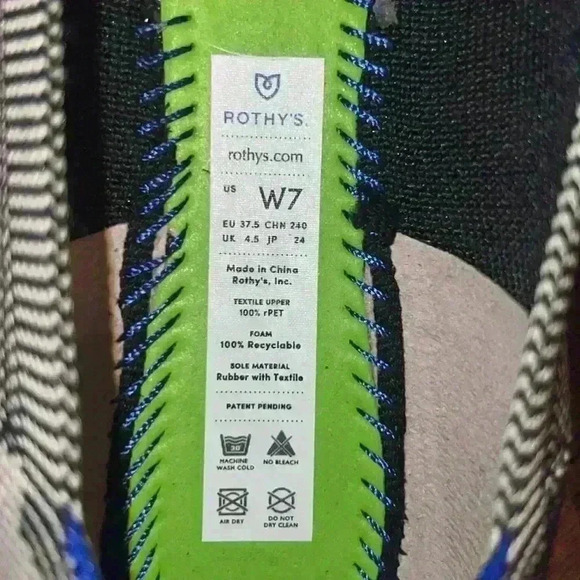 ROTHY'S.
rothys.com
US W7
EU 37.5 CHN 240
UK 4.5 JP 24
Made in China
Rothy's, Inc.
TEXTILE UPPER
100% rPET
FOAM
100% Recyclable
SOLE MATERIAL
Rubber with Textile
PATENT PENDING
30°
MACHINE WASH COLD
NO BLEACH
AIR DRY
DO NOT DRY CLEAN